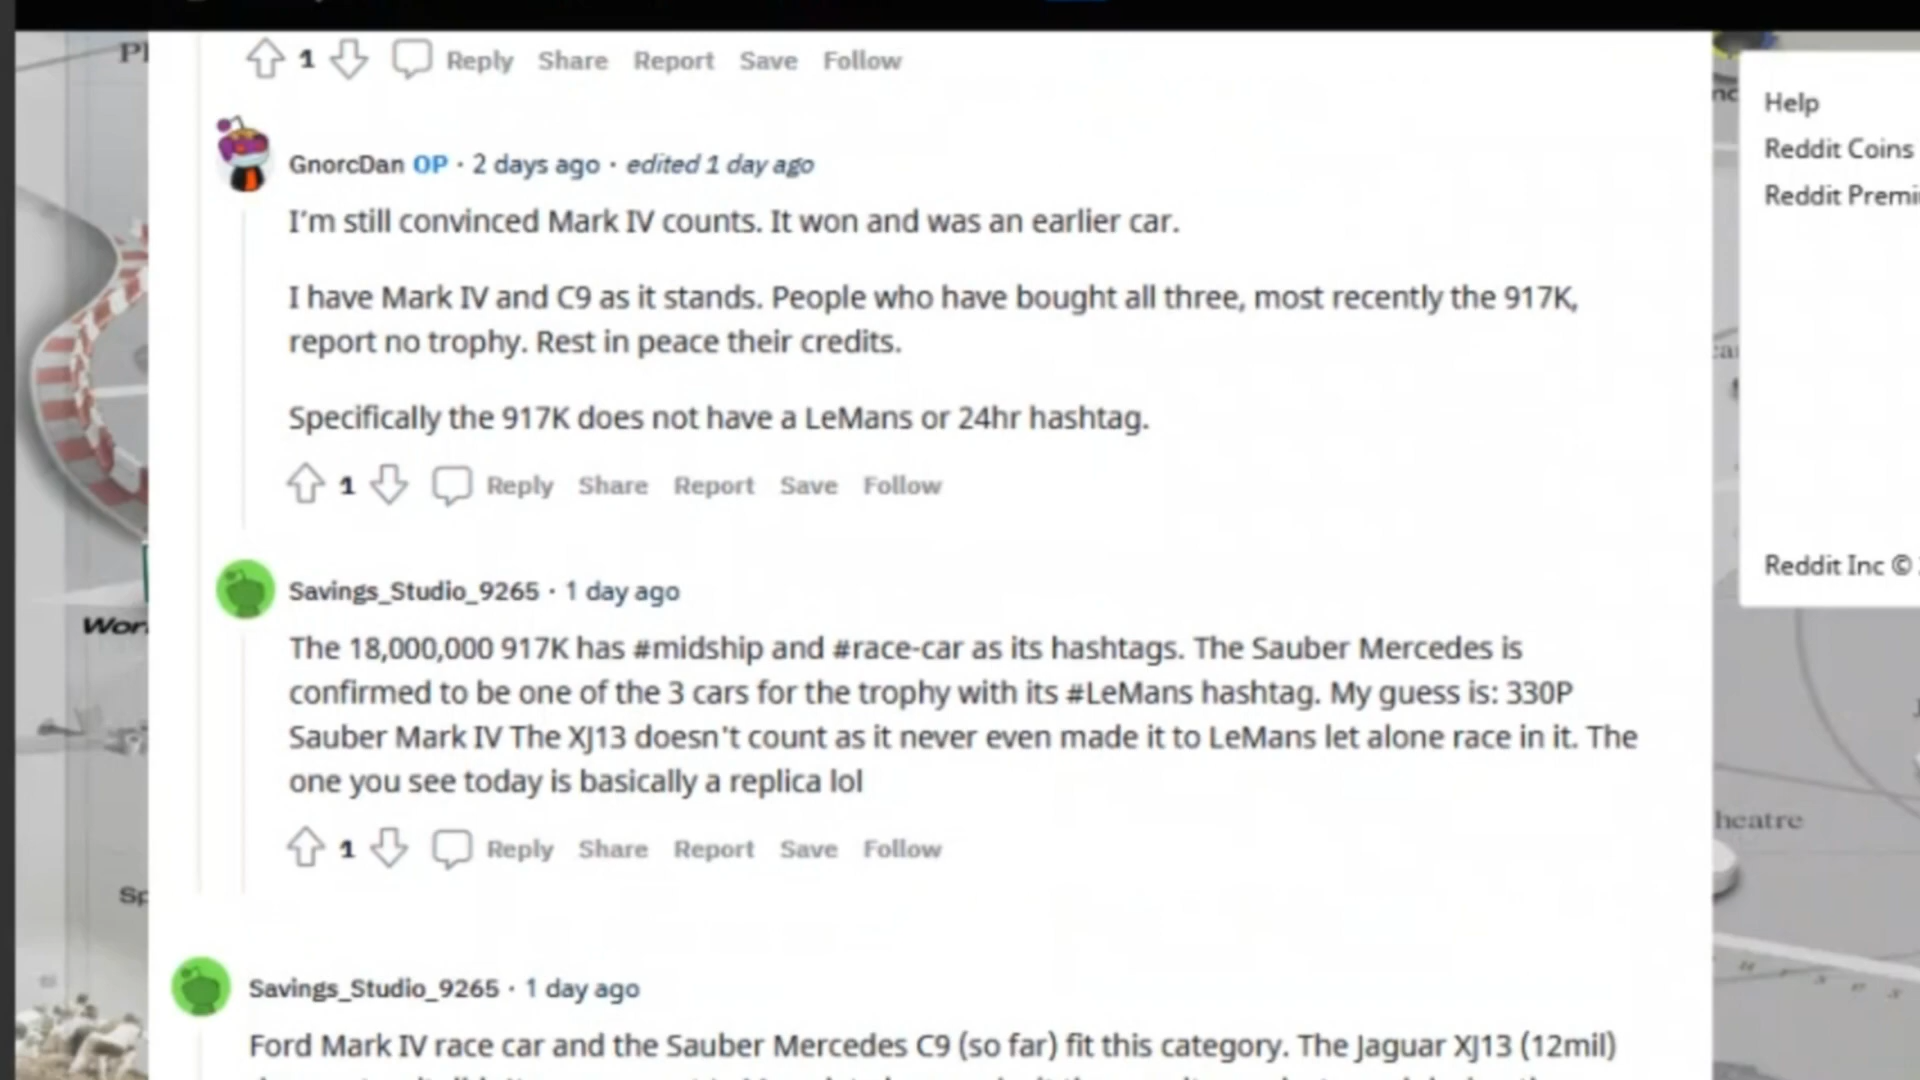 1 Reply Share Report Save Follow
GnorcDan OP · 2 days ago · edited 1 day ago
I'm still convinced Mark IV counts. It won and was an earlier car.
I have Mark IV and C9 as it stands. People who have bought all three, most recently the 917K,
report no trophy. Rest in peace their credits.
Specifically the 917K does not have a LeMans or 24hr hashtag.
1 Reply Share Report Save Follow
Savings_Studio_9265 · 1 day ago
The 18,000,000 917K has #midship and #race-car as its hashtags. The Sauber Mercedes is
confirmed to be one of the 3 cars for the trophy with its #LeMans hashtag. My guess is: 330P
Sauber Mark IV The XJ13 doesn't count as it never even made it to LeMans let alone race in it. The
one you see today is basically a replica lol
1 Reply Share Report Save Follow
Savings_Studio_9265 · 1 day ago
Ford Mark IV race car and the Sauber Mercedes C9 (so far) fit this category. The Jaguar XJ13 (12mil)
Help
Reddit Coins
Reddit Premi
Reddit Inc ©
Wor
Sp
heatre